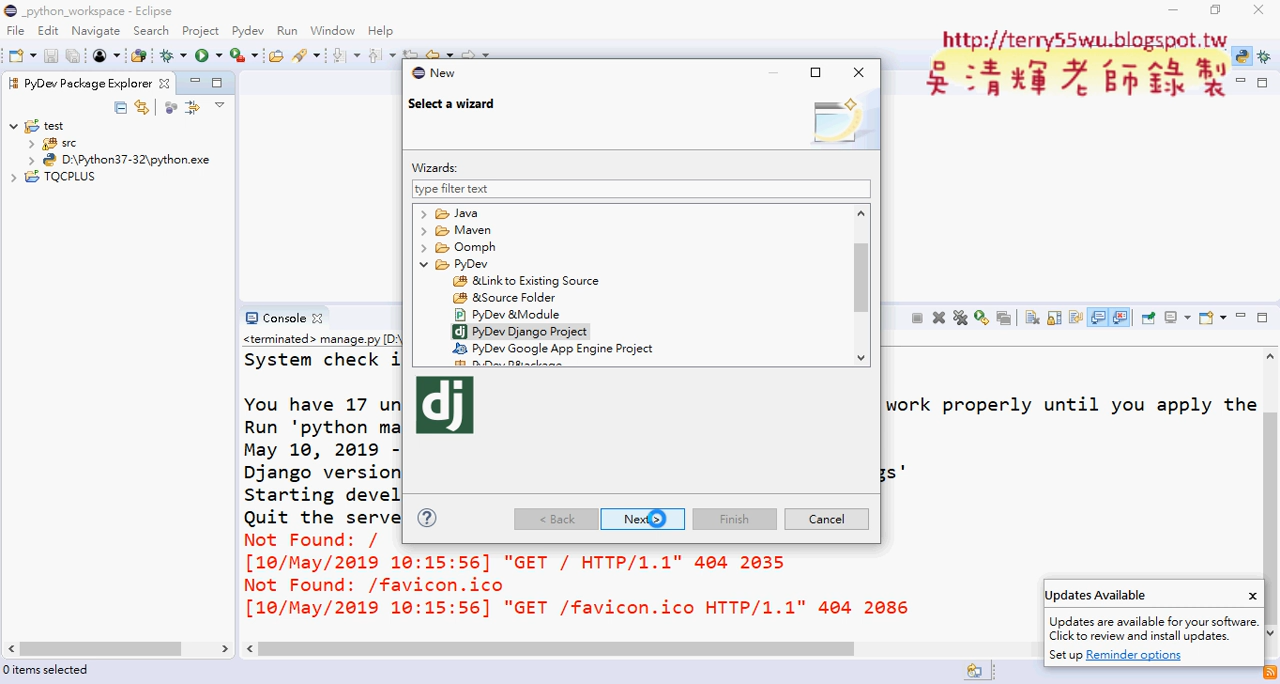 _python_workspace - Eclipse
File Edit Navigate Search Project Pydev Run Window Help
http://terry55wu.blogspot.tw
吳清輝老師錄製
PyDev Package Explorer
test
src
D:\Python37-32\python.exe
TQCPLUS
New
Select a wizard
Wizards:
type filter text
Java
Maven
Oomph
PyDev
&Link to Existing Source
&Source Folder
PyDev &Module
PyDev Django Project
PyDev Google App Engine Project
PyDev P&ackage
dj
< Back Next > Finish Cancel
Console
<terminated> manage.py [D:\
System check i
You have 17 un work properly until you apply the
Run 'python ma
May 10, 2019 -
Django version gs'
Starting devel
Quit the serve
Not Found: /
[10/May/2019 10:15:56] "GET / HTTP/1.1" 404 2035
Not Found: /favicon.ico
[10/May/2019 10:15:56] "GET /favicon.ico HTTP/1.1" 404 2086
Updates Available
Updates are available for your software.
Click to review and install updates.
Set up Reminder options
0 items selected